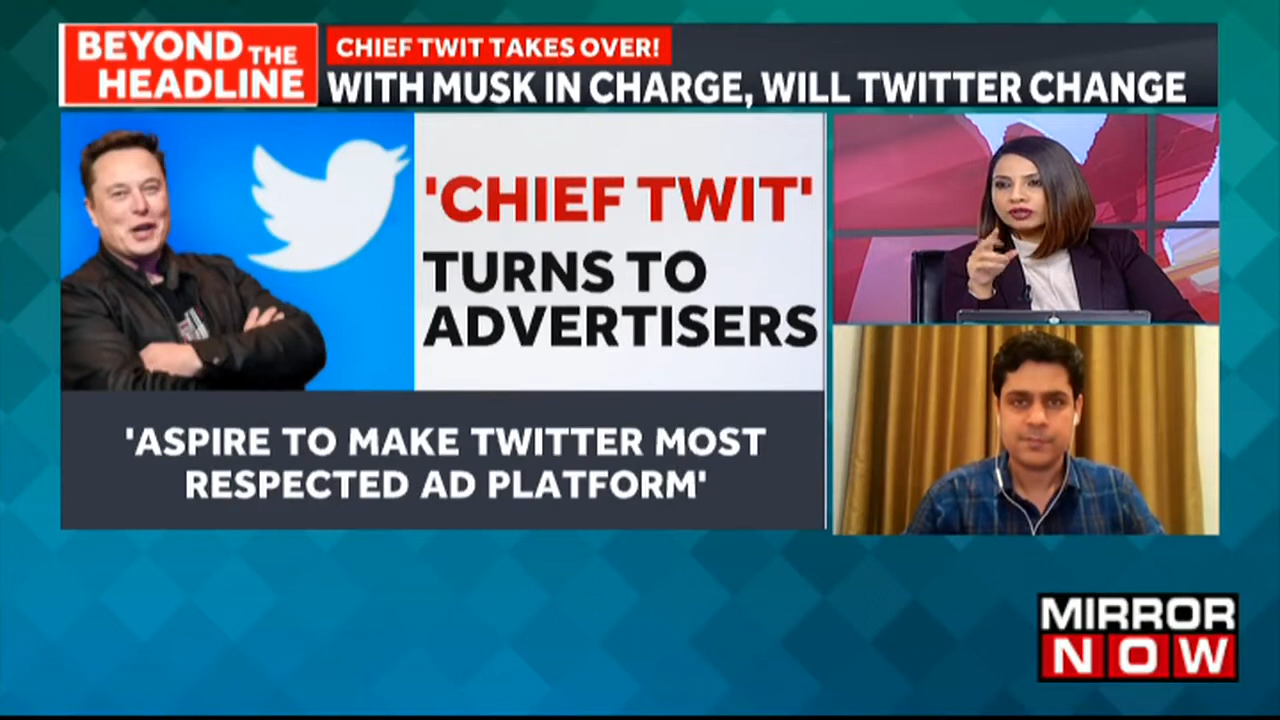 BEYOND THE
HEADLINE
CHIEF TWIT TAKES OVER!
WITH MUSK IN CHARGE, WILL TWITTER CHANGE
'CHIEF TWIT'
TURNS TO
ADVERTISERS
'ASPIRE TO MAKE TWITTER MOST
RESPECTED AD PLATFORM'
MIRROR
NOW